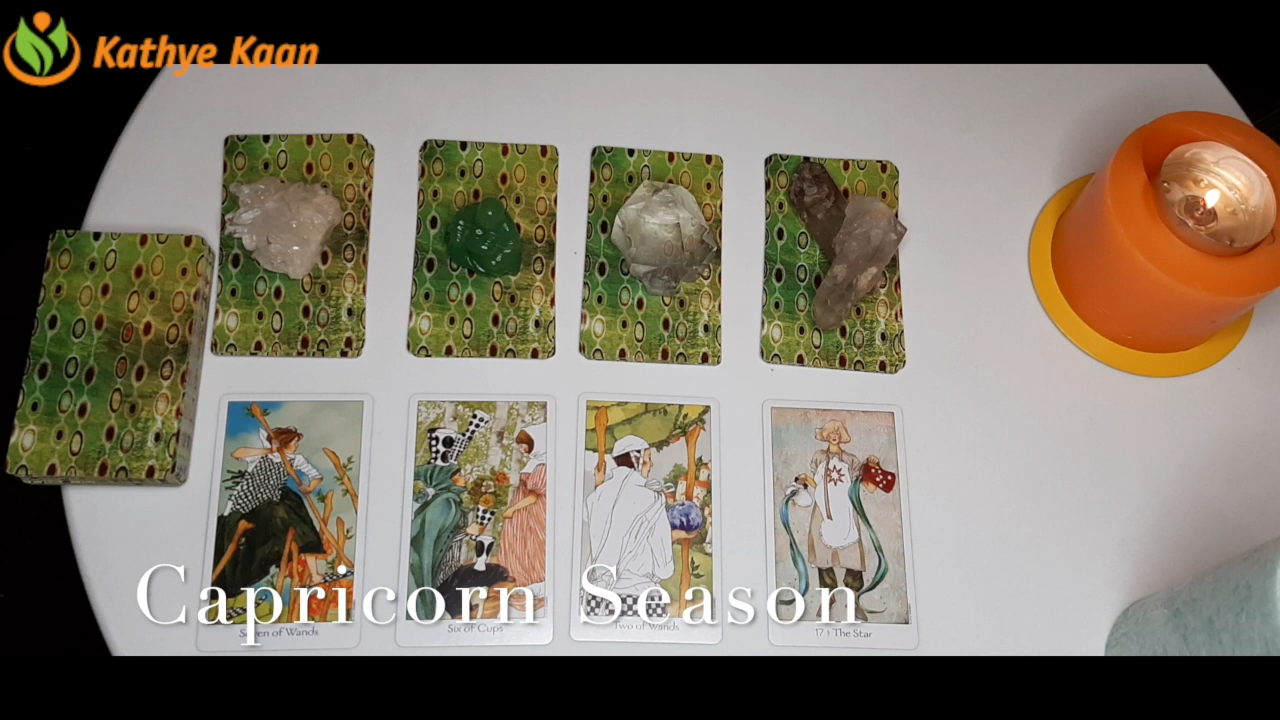 Kathye Kaan
Capricorn Season
Seven of Wands
Six of Cups
Two of Wands
17 The Star